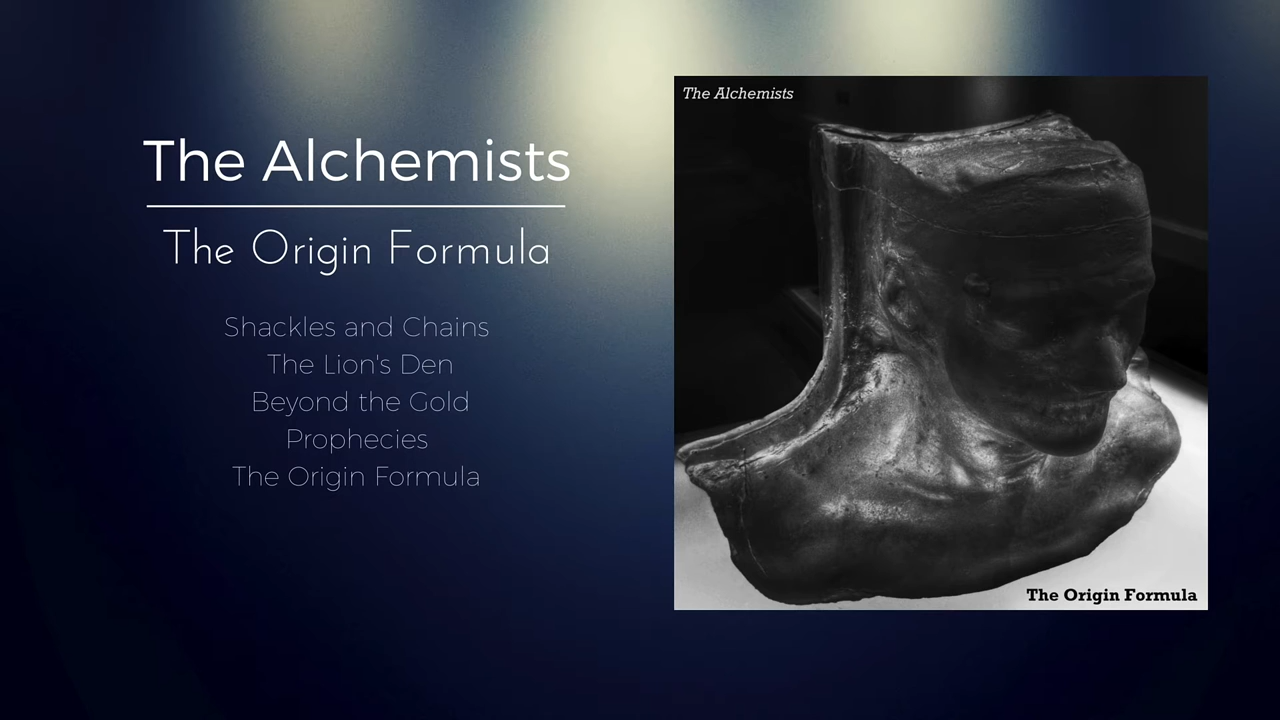 The Alchemists
The Origin Formula
Shackles and Chains
The Lion's Den
Beyond the Gold
Prophecies
The Origin Formula
The Alchemists
The Origin Formula